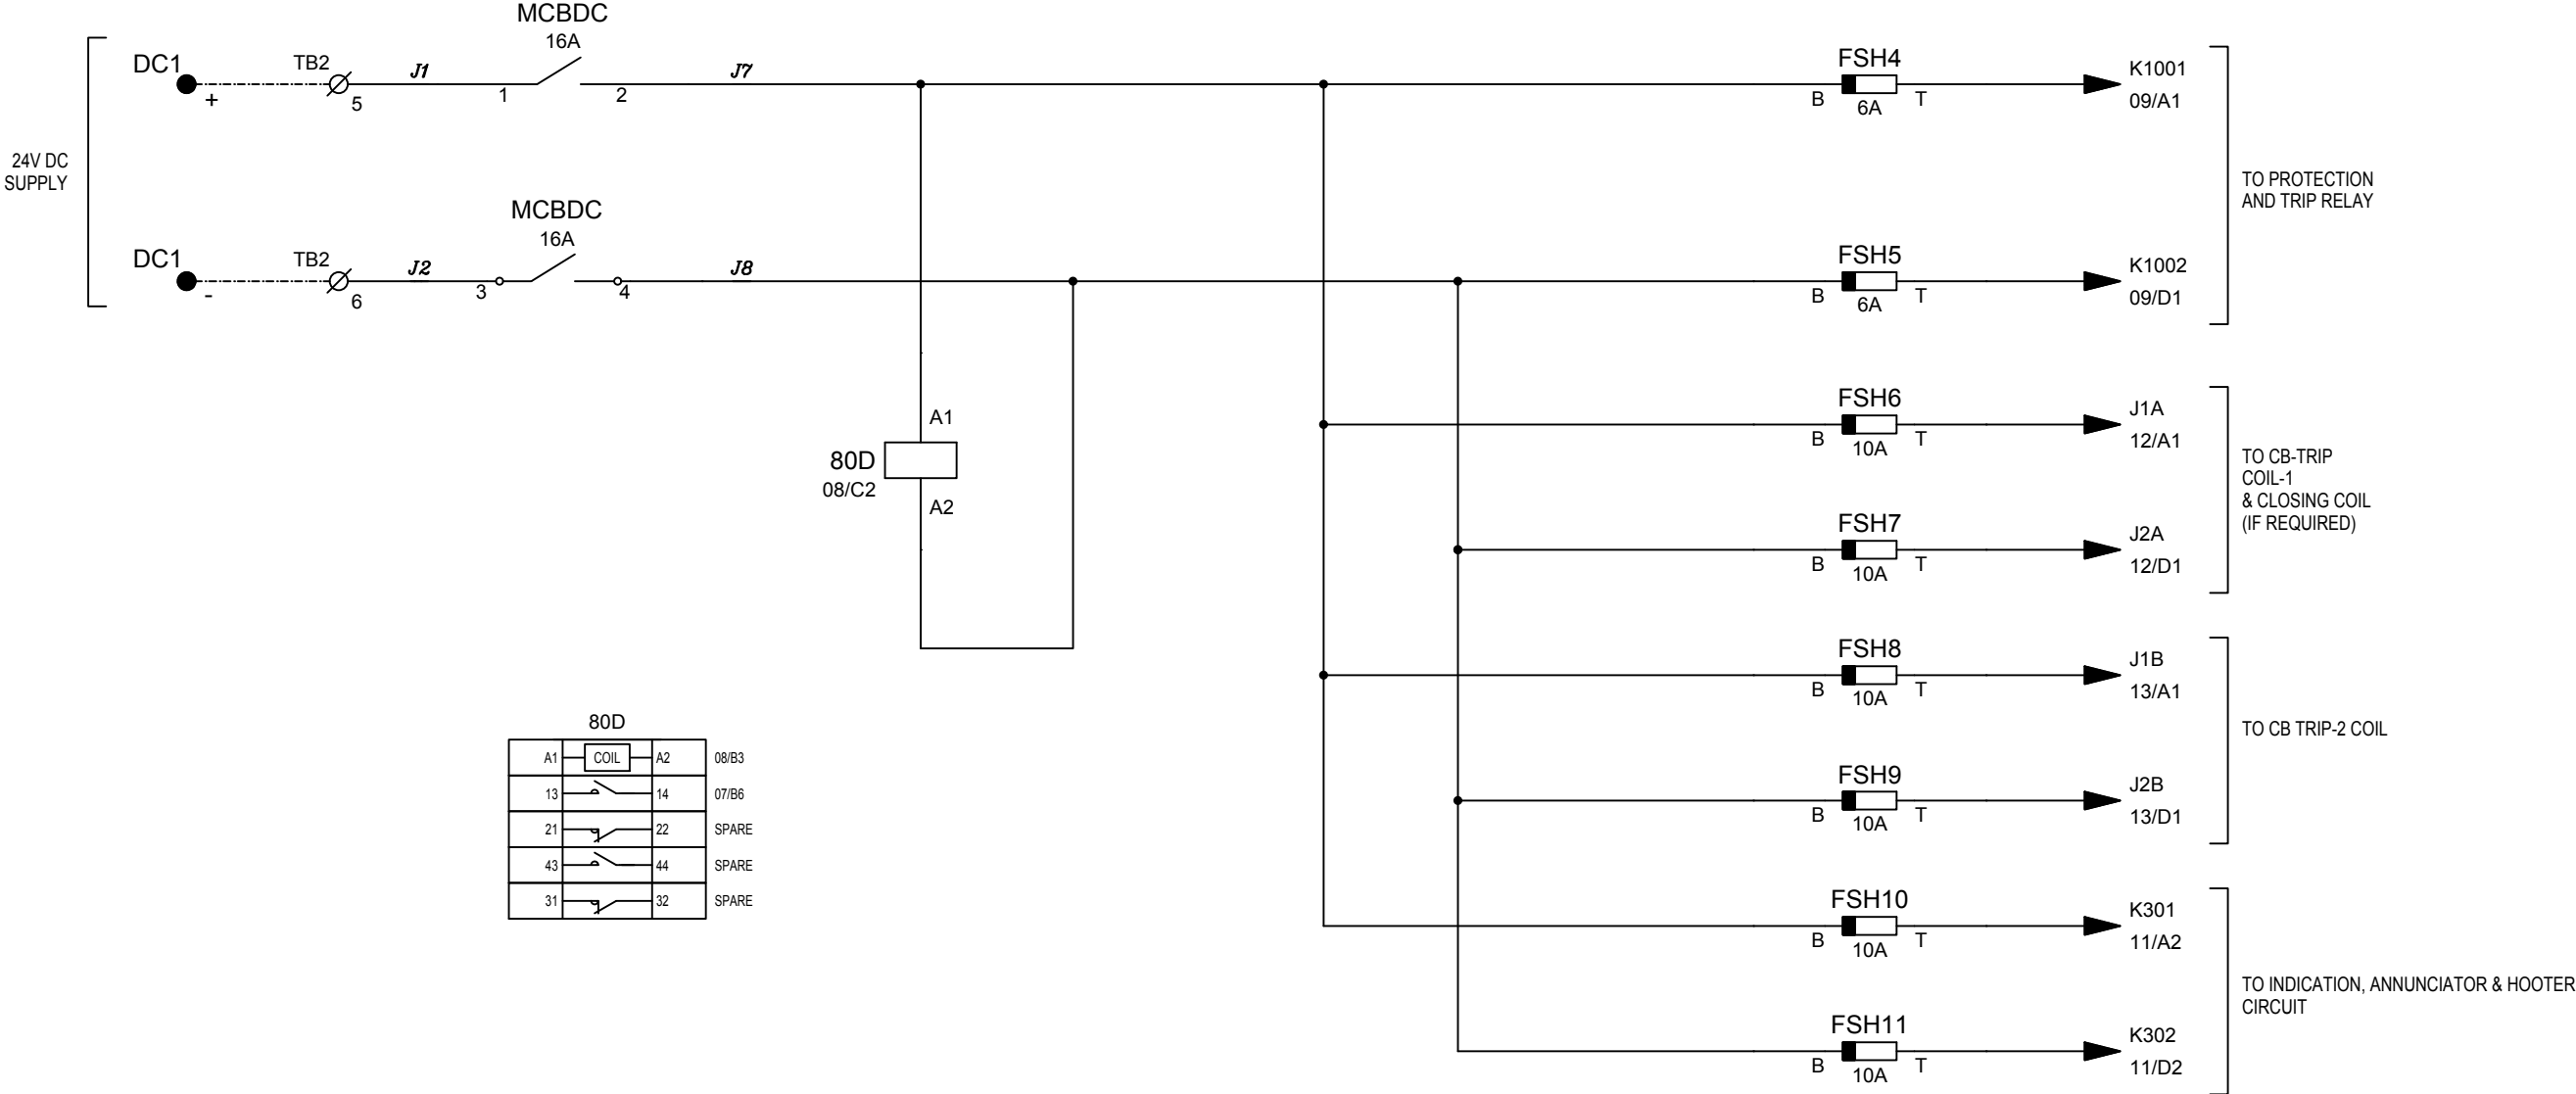 MCBDC
16A
DC1
+
TB2
5
J1
1
2
J7
FSH4
B
6A
T
K1001
09/A1
24V DC
SUPPLY
TO PROTECTION
AND TRIP RELAY
MCBDC
16A
DC1
-
TB2
6
J2
3
4
J8
FSH5
B
6A
T
K1002
09/D1
A1
80D
08/C2
A2
FSH6
B
10A
T
J1A
12/A1
TO CB-TRIP
COIL-1
& CLOSING COIL
(IF REQUIRED)
FSH7
B
10A
T
J2A
12/D1
FSH8
B
10A
T
J1B
13/A1
TO CB TRIP-2 COIL
FSH9
B
10A
T
J2B
13/D1
80D
A1 COIL A2 08/B3
13 14 07/B6
21 22 SPARE
43 44 SPARE
31 32 SPARE
FSH10
B
10A
T
K301
11/A2
TO INDICATION, ANNUNCIATOR & HOOTER
CIRCUIT
FSH11
B
10A
T
K302
11/D2